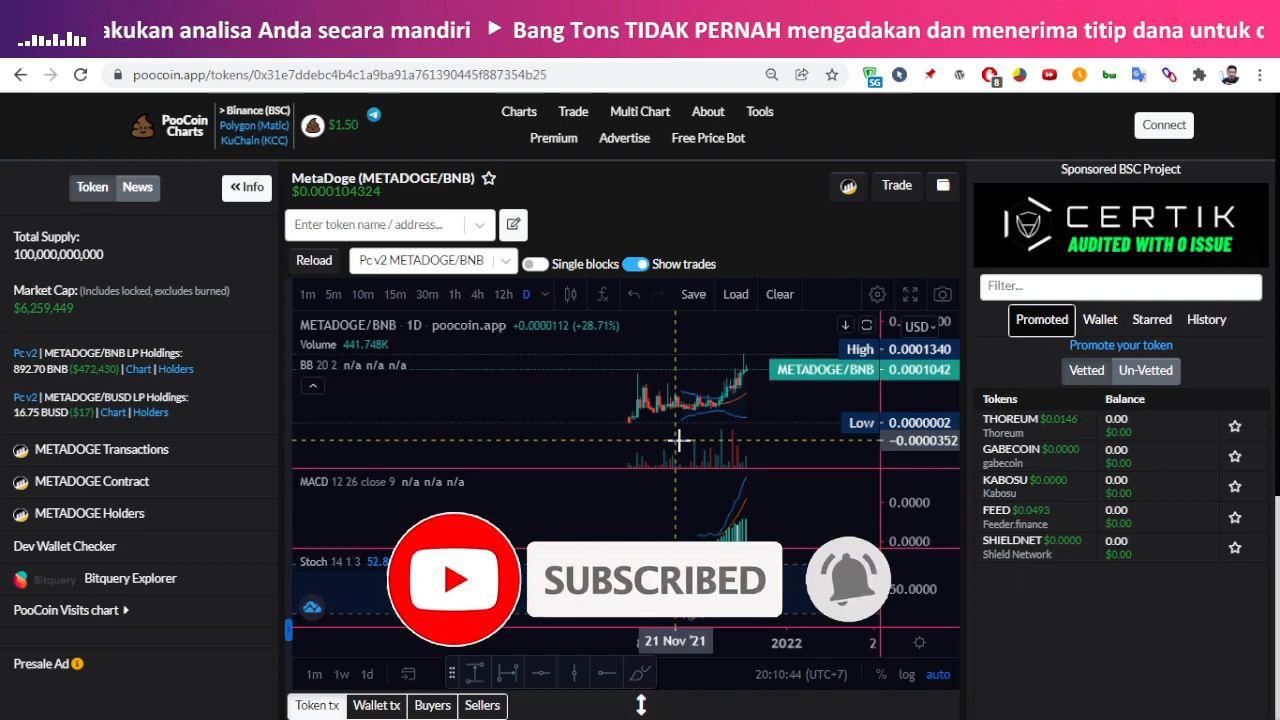 akukan analisa Anda secara mandiri ▶ Bang Tons TIDAK PERNAH mengadakan dan menerima titip dana untuk
poocoin.app/tokens/0x31e7ddebc4b4c1a9ba91a761390445f887354b25
SG
8
bw
PooCoin
Charts
> Binance (BSC)
Polygon (Matic)
KuChain (KCC)
$1.50
Charts Trade Multi Chart About Tools
Premium Advertise Free Price Bot
Connect
Token News
Info
Total Supply:
100,000,000,000
Market Cap: (Includes locked, excludes burned)
$6,259,449
Pc v2 | METADOGE/BNB LP Holdings:
892.70 BNB ($472,430) | Chart | Holders
Pc v2 | METADOGE/BUSD LP Holdings:
16.75 BUSD ($17) | Chart | Holders
METADOGE Transactions
METADOGE Contract
METADOGE Holders
Dev Wallet Checker
Bitquery Bitquery Explorer
PooCoin Visits chart
Presale Ad
MetaDoge (METADOGE/BNB)
$0.000104324
Trade
Enter token name / address...
Reload
Pc v2 METADOGE/BNB
Single blocks
Show trades
1m 5m 10m 15m 30m 1h 4h 12h D
Save Load Clear
METADOGE/BNB · 1D · poocoin.app +0.0000112 (+28.71%)
USD
Volume 441.748K
High 0.0001340
BB 20 2 n/a n/a n/a
METADOGE/BNB 0.0001042
Low 0.0000002
−0.0000352
MACD 12 26 close 9 n/a n/a n/a
0.0000
0.0000
Stoch 14 1 3 52.8
50.0000
SUBSCRIBED
21 Nov '21
2022
2
1m 1w 1d
20:10:44 (UTC+7)
% log auto
Token tx Wallet tx Buyers Sellers
Sponsored BSC Project
CERTIK
AUDITED WITH 0 ISSUE
Filter...
Promoted Wallet Starred History
Promote your token
Vetted Un-Vetted
Tokens Balance
THOREUM $0.0146 0.00
Thoreum $0.00
GABECOIN $0.0000 0.00
gabecoin $0.00
KABOSU $0.0000 0.00
Kabosu $0.00
FEED $0.0493 0.00
Feeder.finance $0.00
SHIELDNET $0.0000 0.00
Shield Network $0.00